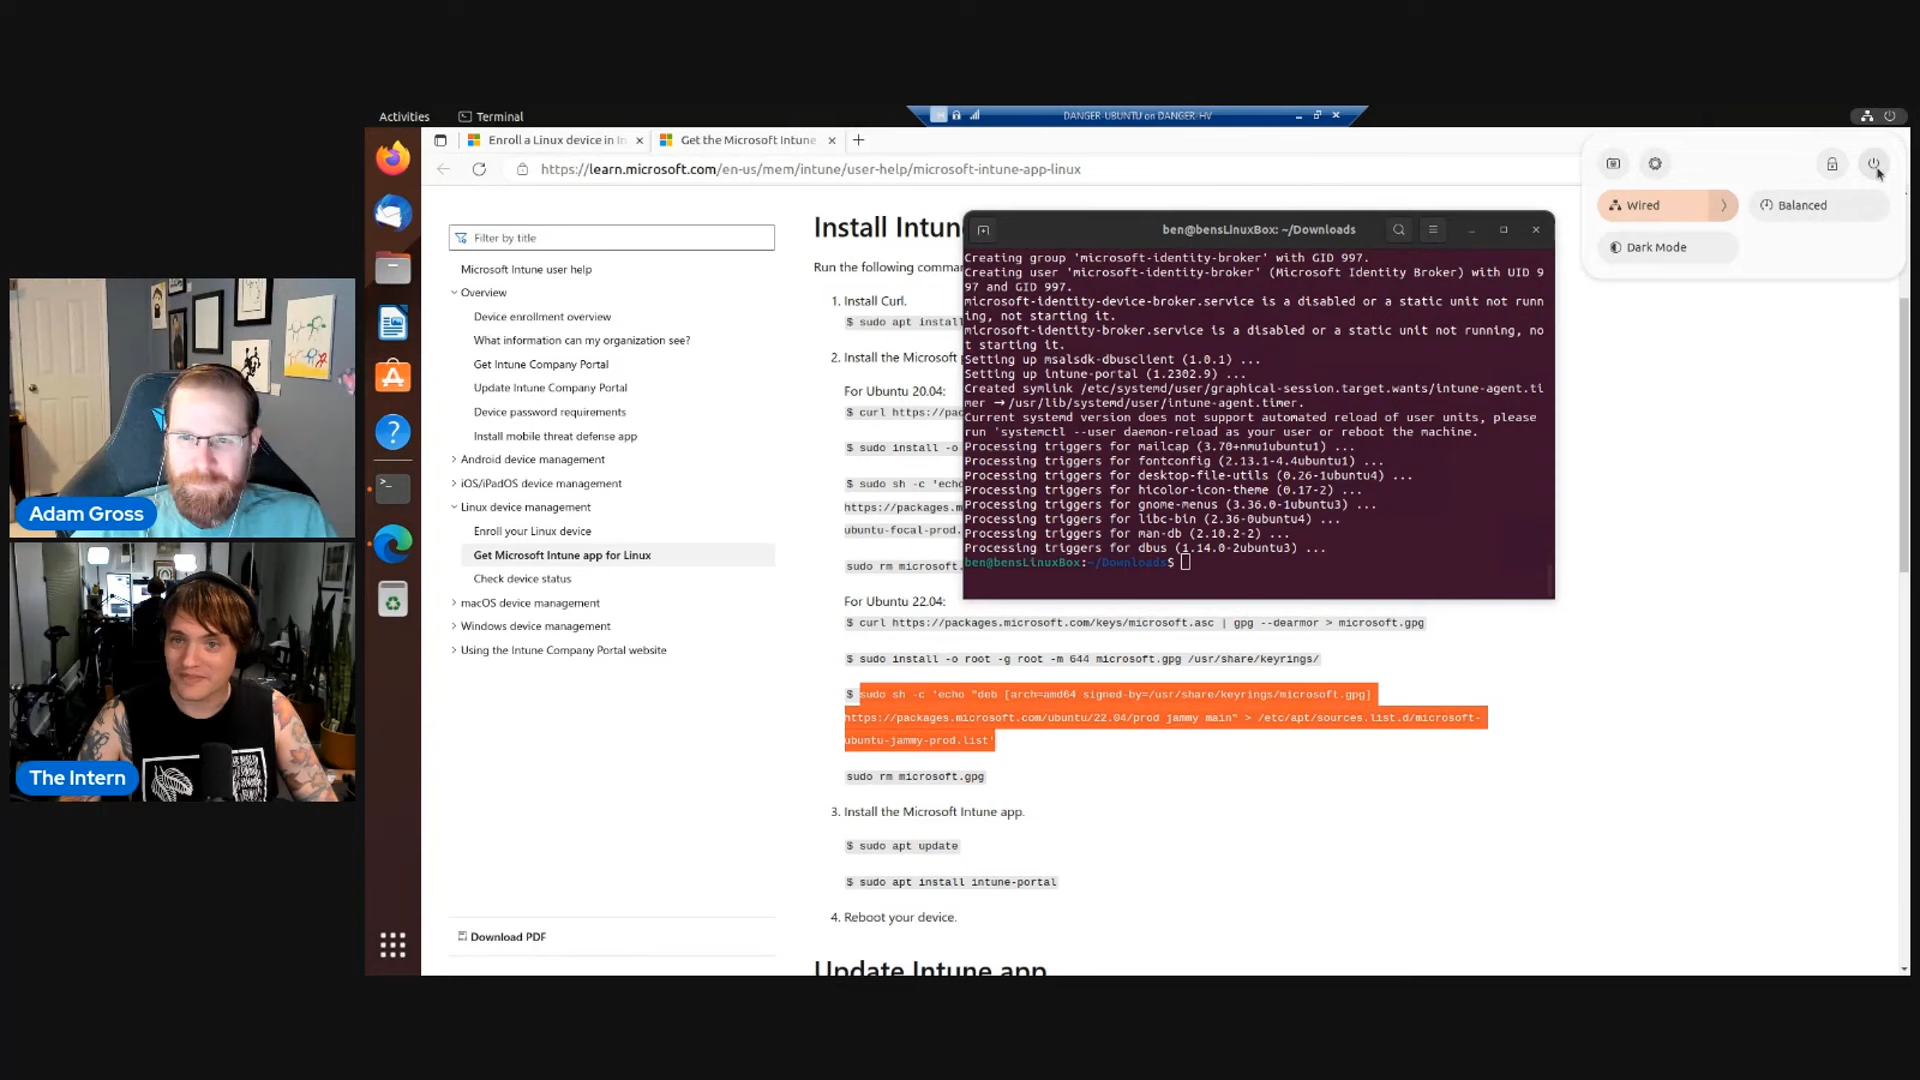 Activities
Terminal
DANGER-UBUNTU on DANGER-HV
Enroll a Linux device in In
Get the Microsoft Intune
https://learn.microsoft.com/en-us/mem/intune/user-help/microsoft-intune-app-linux
Wired
Balanced
Dark Mode
Filter by title
Microsoft Intune user help
Overview
Device enrollment overview
What information can my organization see?
Get Intune Company Portal
Update Intune Company Portal
Device password requirements
Install mobile threat defense app
Android device management
iOS/iPadOS device management
Linux device management
Enroll your Linux device
Get Microsoft Intune app for Linux
Check device status
macOS device management
Windows device management
Using the Intune Company Portal website
Download PDF
Install Intun
Run the following comma
1. Install Curl.
$ sudo apt install
2. Install the Microsoft
For Ubuntu 20.04:
$ curl https://pac
$ sudo install -o
$ sudo sh -c 'echo
https://packages.m
ubuntu-focal-prod.
sudo rm microsoft.
For Ubuntu 22.04:
$ curl https://packages.microsoft.com/keys/microsoft.asc | gpg --dearmor > microsoft.gpg
$ sudo install -o root -g root -m 644 microsoft.gpg /usr/share/keyrings/
$ sudo sh -c 'echo "deb [arch=amd64 signed-by=/usr/share/keyrings/microsoft.gpg]
https://packages.microsoft.com/ubuntu/22.04/prod jammy main" > /etc/apt/sources.list.d/microsoft-
ubuntu-jammy-prod.list'
sudo rm microsoft.gpg
3. Install the Microsoft Intune app.
$ sudo apt update
$ sudo apt install intune-portal
4. Reboot your device.
Update Intune app
ben@bensLinuxBox: ~/Downloads
Creating group 'microsoft-identity-broker' with GID 997.
Creating user 'microsoft-identity-broker' (Microsoft Identity Broker) with UID 9
97 and GID 997.
microsoft-identity-device-broker.service is a disabled or a static unit not runn
ing, not starting it.
microsoft-identity-broker.service is a disabled or a static unit not running, no
t starting it.
Setting up msalsdk-dbusclient (1.0.1) ...
Setting up intune-portal (1.2302.9) ...
Created symlink /etc/systemd/user/graphical-session.target.wants/intune-agent.ti
mer → /usr/lib/systemd/user/intune-agent.timer.
Current systemd version does not support automated reload of user units, please
run 'systemctl --user daemon-reload as your user or reboot the machine.
Processing triggers for mailcap (3.70+nmu1ubuntu1) ...
Processing triggers for fontconfig (2.13.1-4.4ubuntu1) ...
Processing triggers for desktop-file-utils (0.26-1ubuntu4) ...
Processing triggers for hicolor-icon-theme (0.17-2) ...
Processing triggers for gnome-menus (3.36.0-1ubuntu3) ...
Processing triggers for libc-bin (2.36-0ubuntu4) ...
Processing triggers for man-db (2.10.2-2) ...
Processing triggers for dbus (1.14.0-2ubuntu3) ...
ben@bensLinuxBox:~/Downloads$
Adam Gross
The Intern